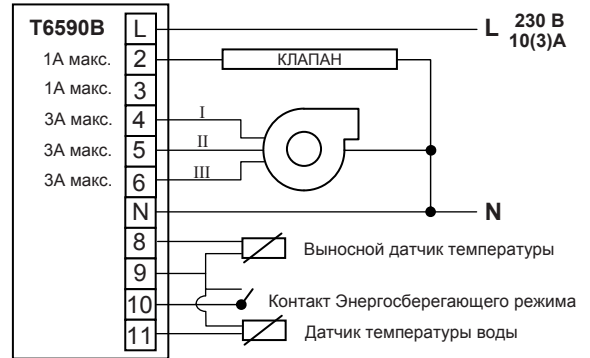 T6590B L L 230 В
10(3)А
1А макс. 2 КЛАПАН
1А макс. 3
3А макс. 4 I
3А макс. 5 II
3А макс. 6 III
N N
8
Выносной датчик температуры
9
10 Контакт Энергосберегающего режима
11 Датчик температуры воды